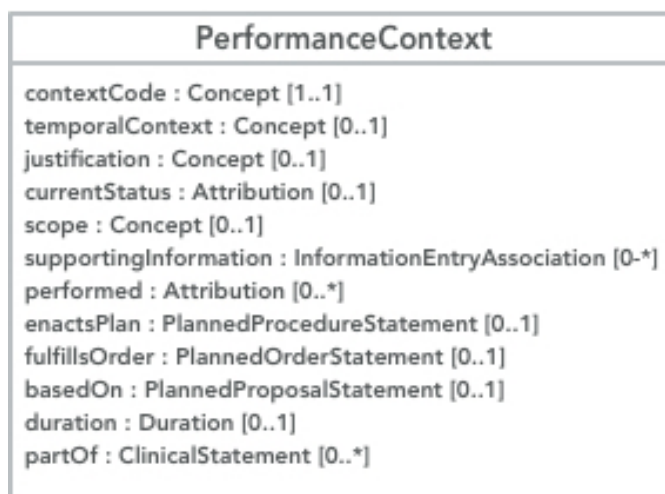 PerformanceContext
contextCode : Concept [1..1]
temporalContext : Concept [0..1]
justification : Concept [0..1]
currentStatus : Attribution [0..1]
scope : Concept [0..1]
supportingInformation : InformationEntryAssociation [0-*]
performed : Attribution [0..*]
enactsPlan : PlannedProcedureStatement [0..1]
fulfillsOrder : PlannedOrderStatement [0..1]
basedOn : PlannedProposalStatement [0..1]
duration : Duration [0..1]
partOf : ClinicalStatement [0..*]